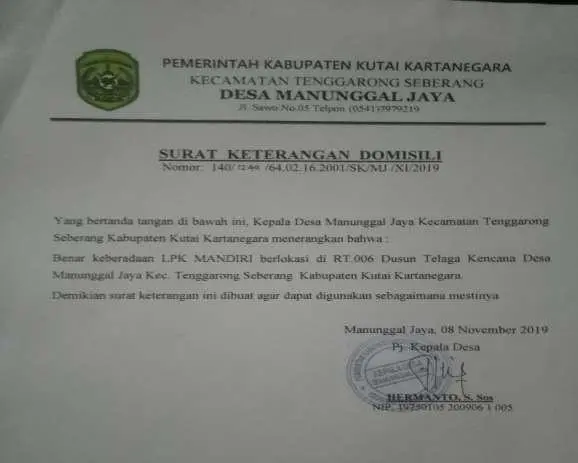 PEMERINTAH KABUPATEN KUTAI KARTANEGARA
KECAMATAN TENGGARONG SEBERANG
DESA MANUNGGAL JAYA
Jl. Sawo No.05 Telpon (0541)7979219
SURAT KETERANGAN DOMISILI
Nomor: 140/ /64.02.16.2001/SK/MJ /XI/2019
Yang bertanda tangan di bawah ini, Kepala Desa Manunggal Jaya Kecamatan Tenggarong
Seberang Kabupaten Kutai Kartanegara menerangkan bahwa :
Benar keberadaan LPK MANDIRI berlokasi di RT.006 Dusun Telaga Kencana Desa
Manunggal Jaya Kec. Tenggarong Seberang Kabupaten Kutai Kartanegara.
Demikian surat keterangan ini dibuat agar dapat digunakan sebagaimana mestinya
Manunggal Jaya, 08 November 2019
Pj. Kepala Desa
KEPALA DESA
MANUNGGAL JAYA
HERMANTO, S. Sos
NIP. 19750105 200906 1 005